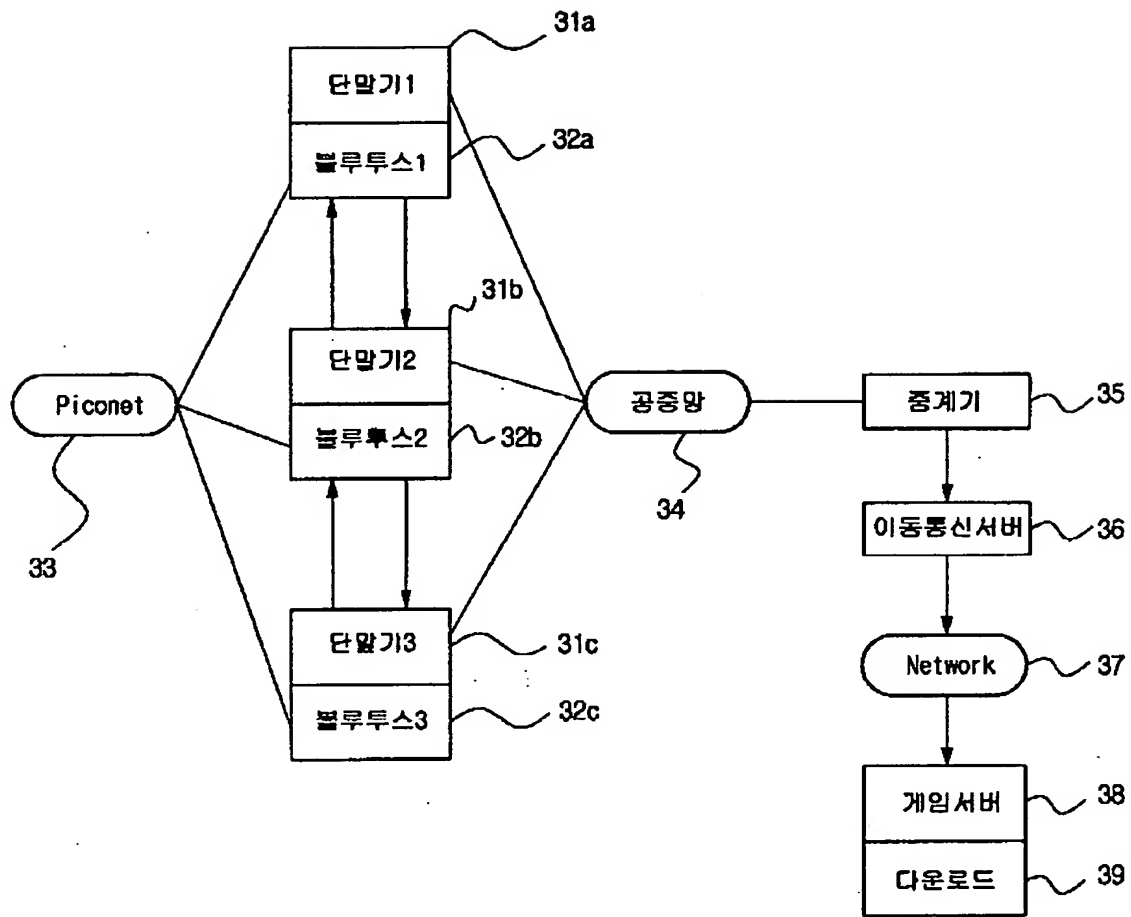 31a
단말기1
블루투스1
32a
31b
단말기2
블루투스2
32b
Piconet
33
공중망
34
중계기
35
이동통신서버
36
단말기3
31c
블루투스3
32c
Network
37
게임서버
38
다운로드
39